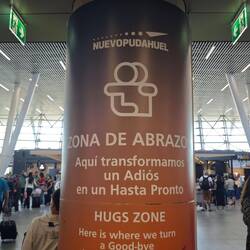 NUEVOPUDAHUEL
ZONA DE ABRAZO
Aquí transformamos
un Adiós
en un Hasta Pronto
HUGS ZONE
Here is where we turn
a Good-bye